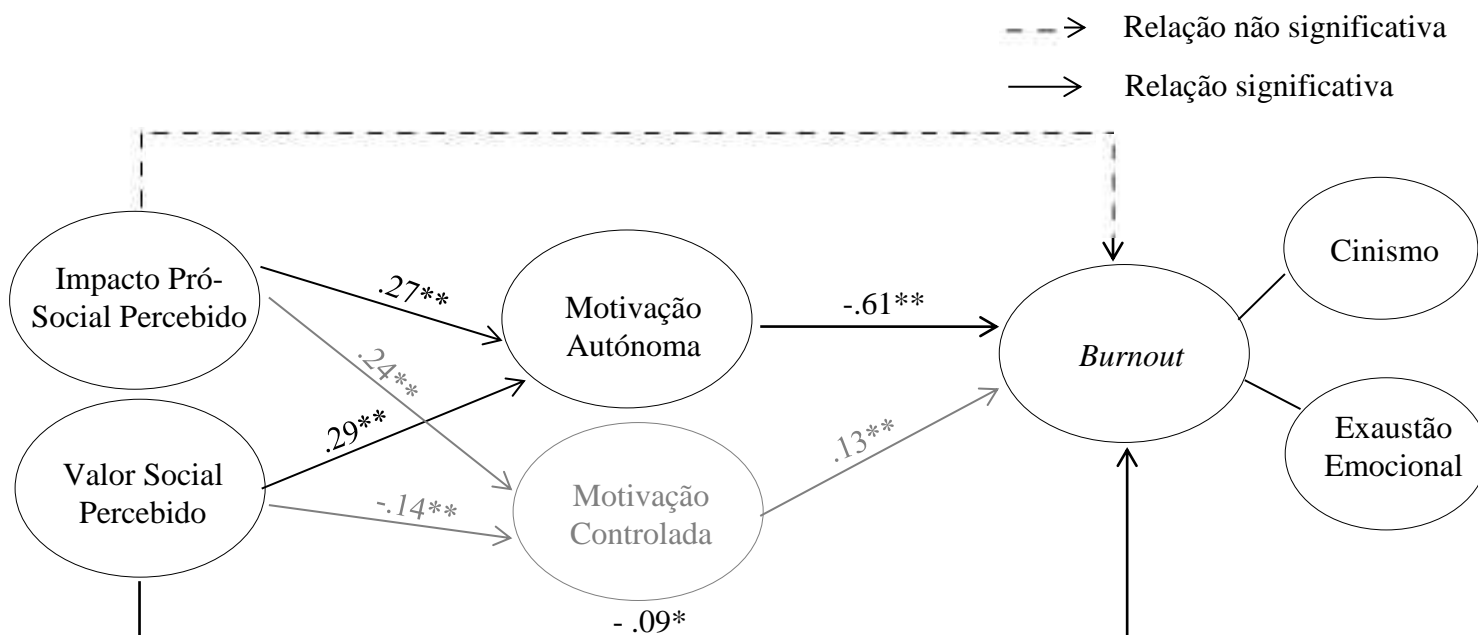 Relação não significativa
Relação significativa
Impacto Pró-
Social Percebido
.27**
.24**
Motivação
Autónoma
-.61**
Burnout
Cinismo
Valor Social
Percebido
.29**
-.14**
Motivação
Controlada
.13**
Exaustão
Emocional
- .09*